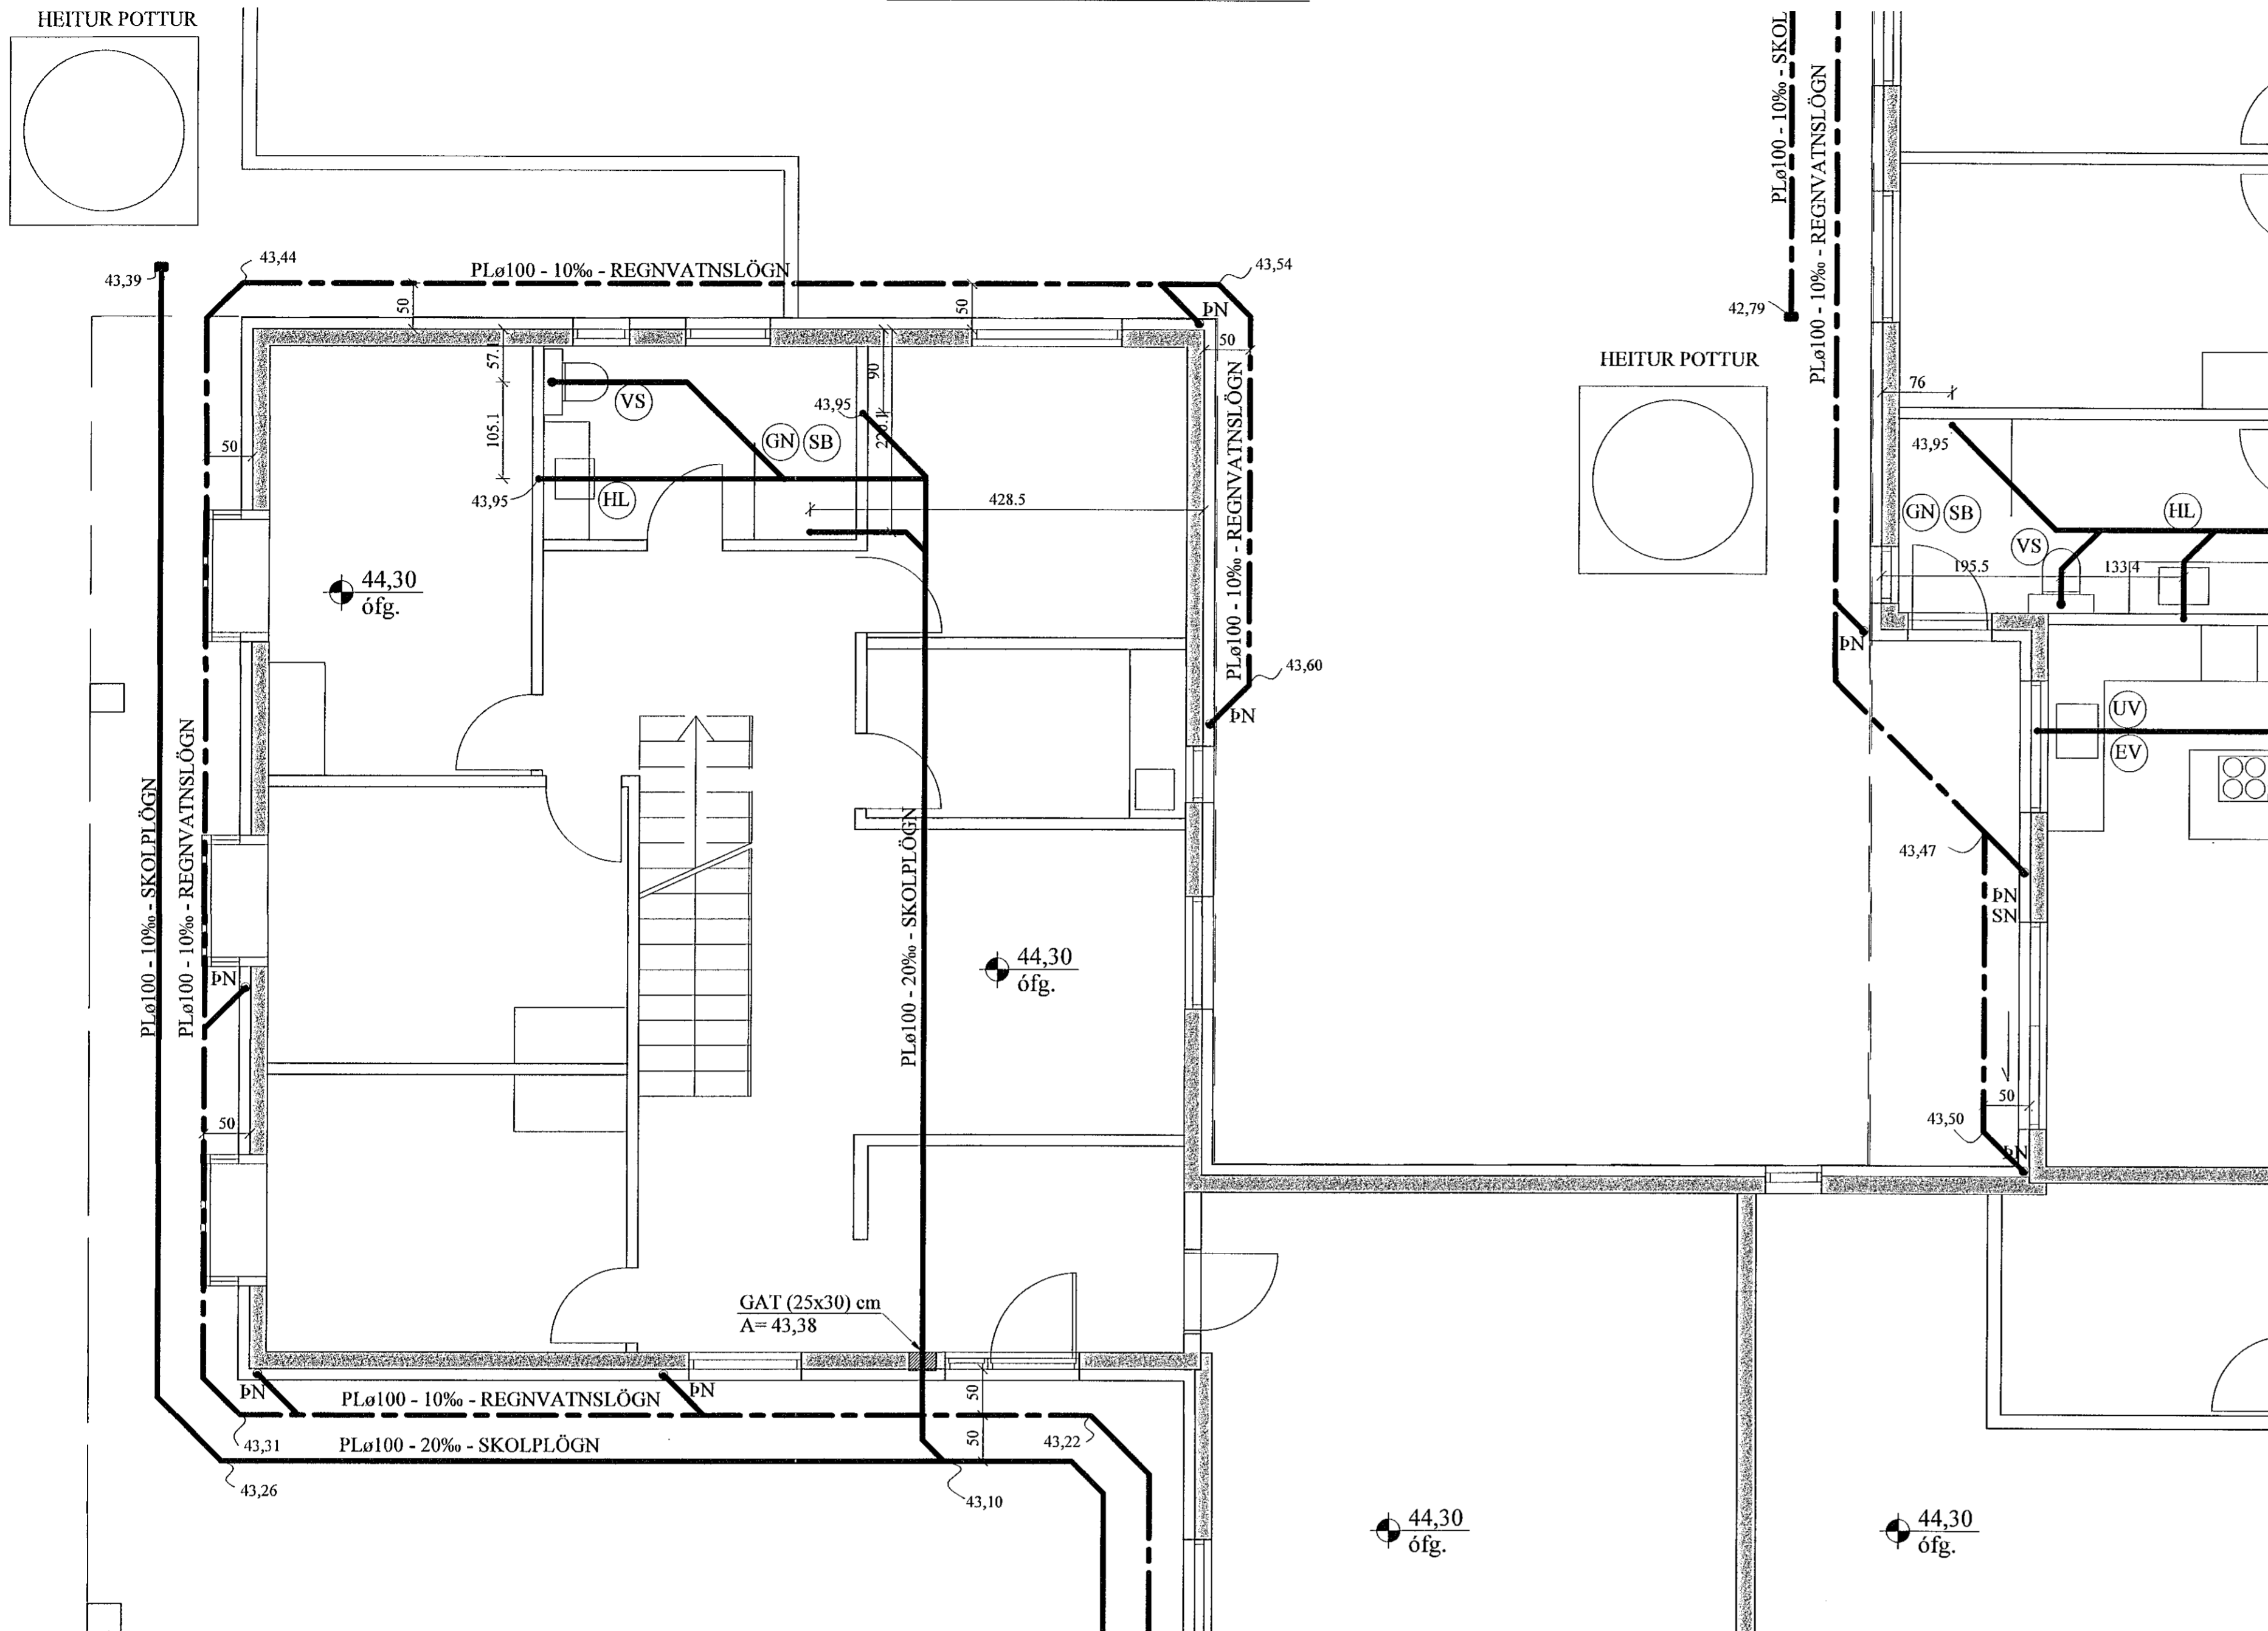 HEITUR POTTUR
PLø100 - 10‰ - SKOL
PLø100 - 10‰ - REGNVATNSLÖGN
43,39
43,44
PLø100 - 10‰ - REGNVATNSLÖGN
43,54
50
50
ÞN
50
42,79
HEITUR POTTUR
57.1
105.1
VS
90
43,95
GN
SB
43,95
HL
428.5
50
PLø100 - 10‰ - REGNVATNSLÖGN
76
43,95
GN
SB
HL
VS
195.5
133.4
44,30
ófg.
43,60
ÞN
ÞN
UV
EV
PLø100 - 10‰ - SKOLPLÖGN
PLø100 - 10‰ - REGNVATNSLÖGN
PLø100 - 20‰ - SKOLPLÖGN
43,47
ÞN
SN
ÞN
44,30
ófg.
50
50
43,50
ÞN
GAT (25x30) cm
A= 43,38
ÞN
PLø100 - 10‰ - REGNVATNSLÖGN
ÞN
50
43,31
PLø100 - 20‰ - SKOLPLÖGN
50
43,22
43,26
43,10
44,30
ófg.
44,30
ófg.